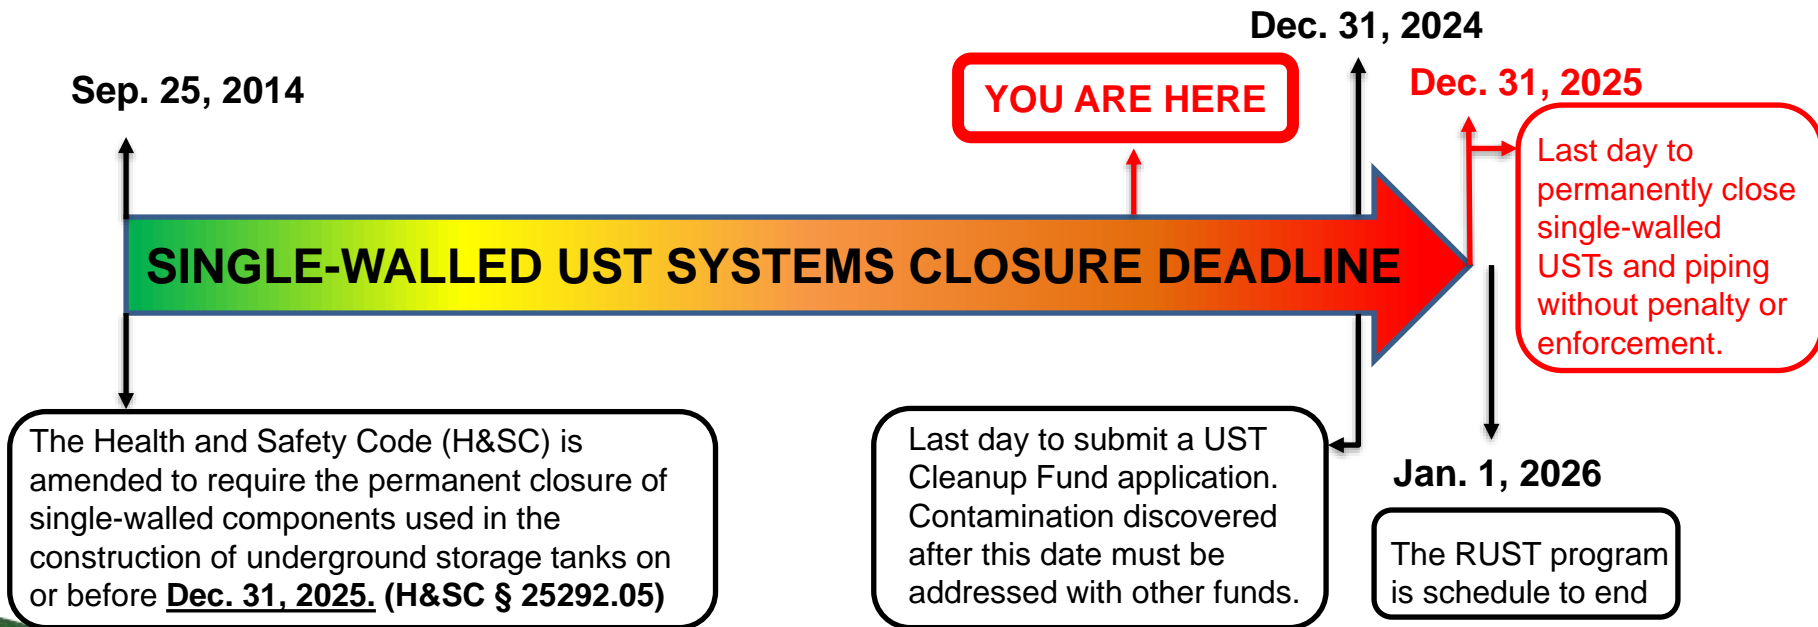 Dec. 31, 2024
Sep. 25, 2014
YOU ARE HERE
Dec. 31, 2025
Last day to
permanently close
single-walled
USTs and piping
without penalty or
enforcement.
SINGLE-WALLED UST SYSTEMS CLOSURE DEADLINE
The Health and Safety Code (H&SC) is
amended to require the permanent closure of
single-walled components used in the
construction of underground storage tanks on
or before Dec. 31, 2025. (H&SC § 25292.05)
Last day to submit a UST
Cleanup Fund application.
Contamination discovered
after this date must be
addressed with other funds.
Jan. 1, 2026
The RUST program
is schedule to end